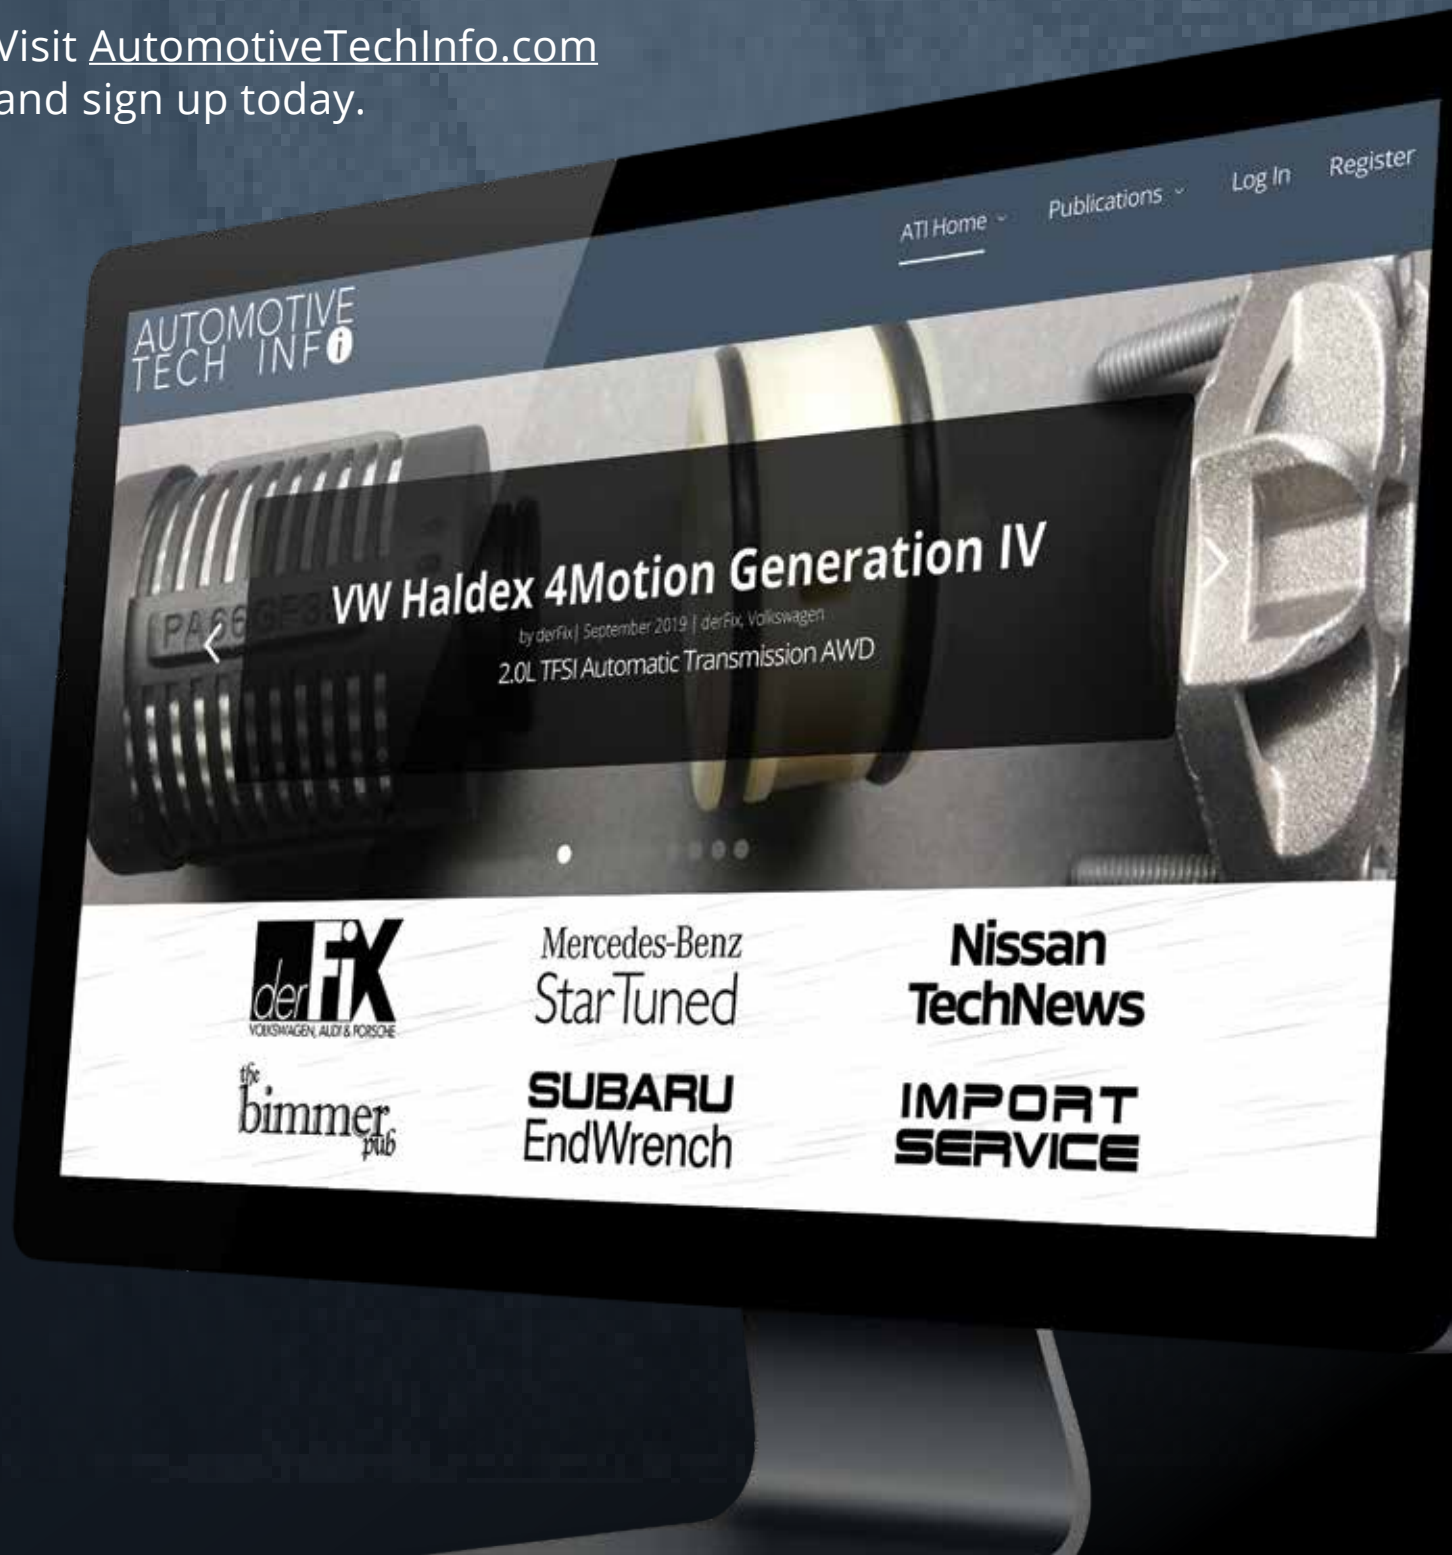 Visit AutomotiveTechInfo.com
and sign up today.
ATI Home
Publications
Log In
Register
AUTOMOTIVE
TECH INFO
VW Haldex 4Motion Generation IV
by derFix| September 2019 | derFix, Volkswagen
2.0L TFSI Automatic Transmission AWD
der FiX
VOLKSWAGEN, AUDI & PORSCHE
Mercedes-Benz
StarTuned
Nissan
TechNews
the
bimmer
pub
SUBARU
EndWrench
IMPORT
SERVICE